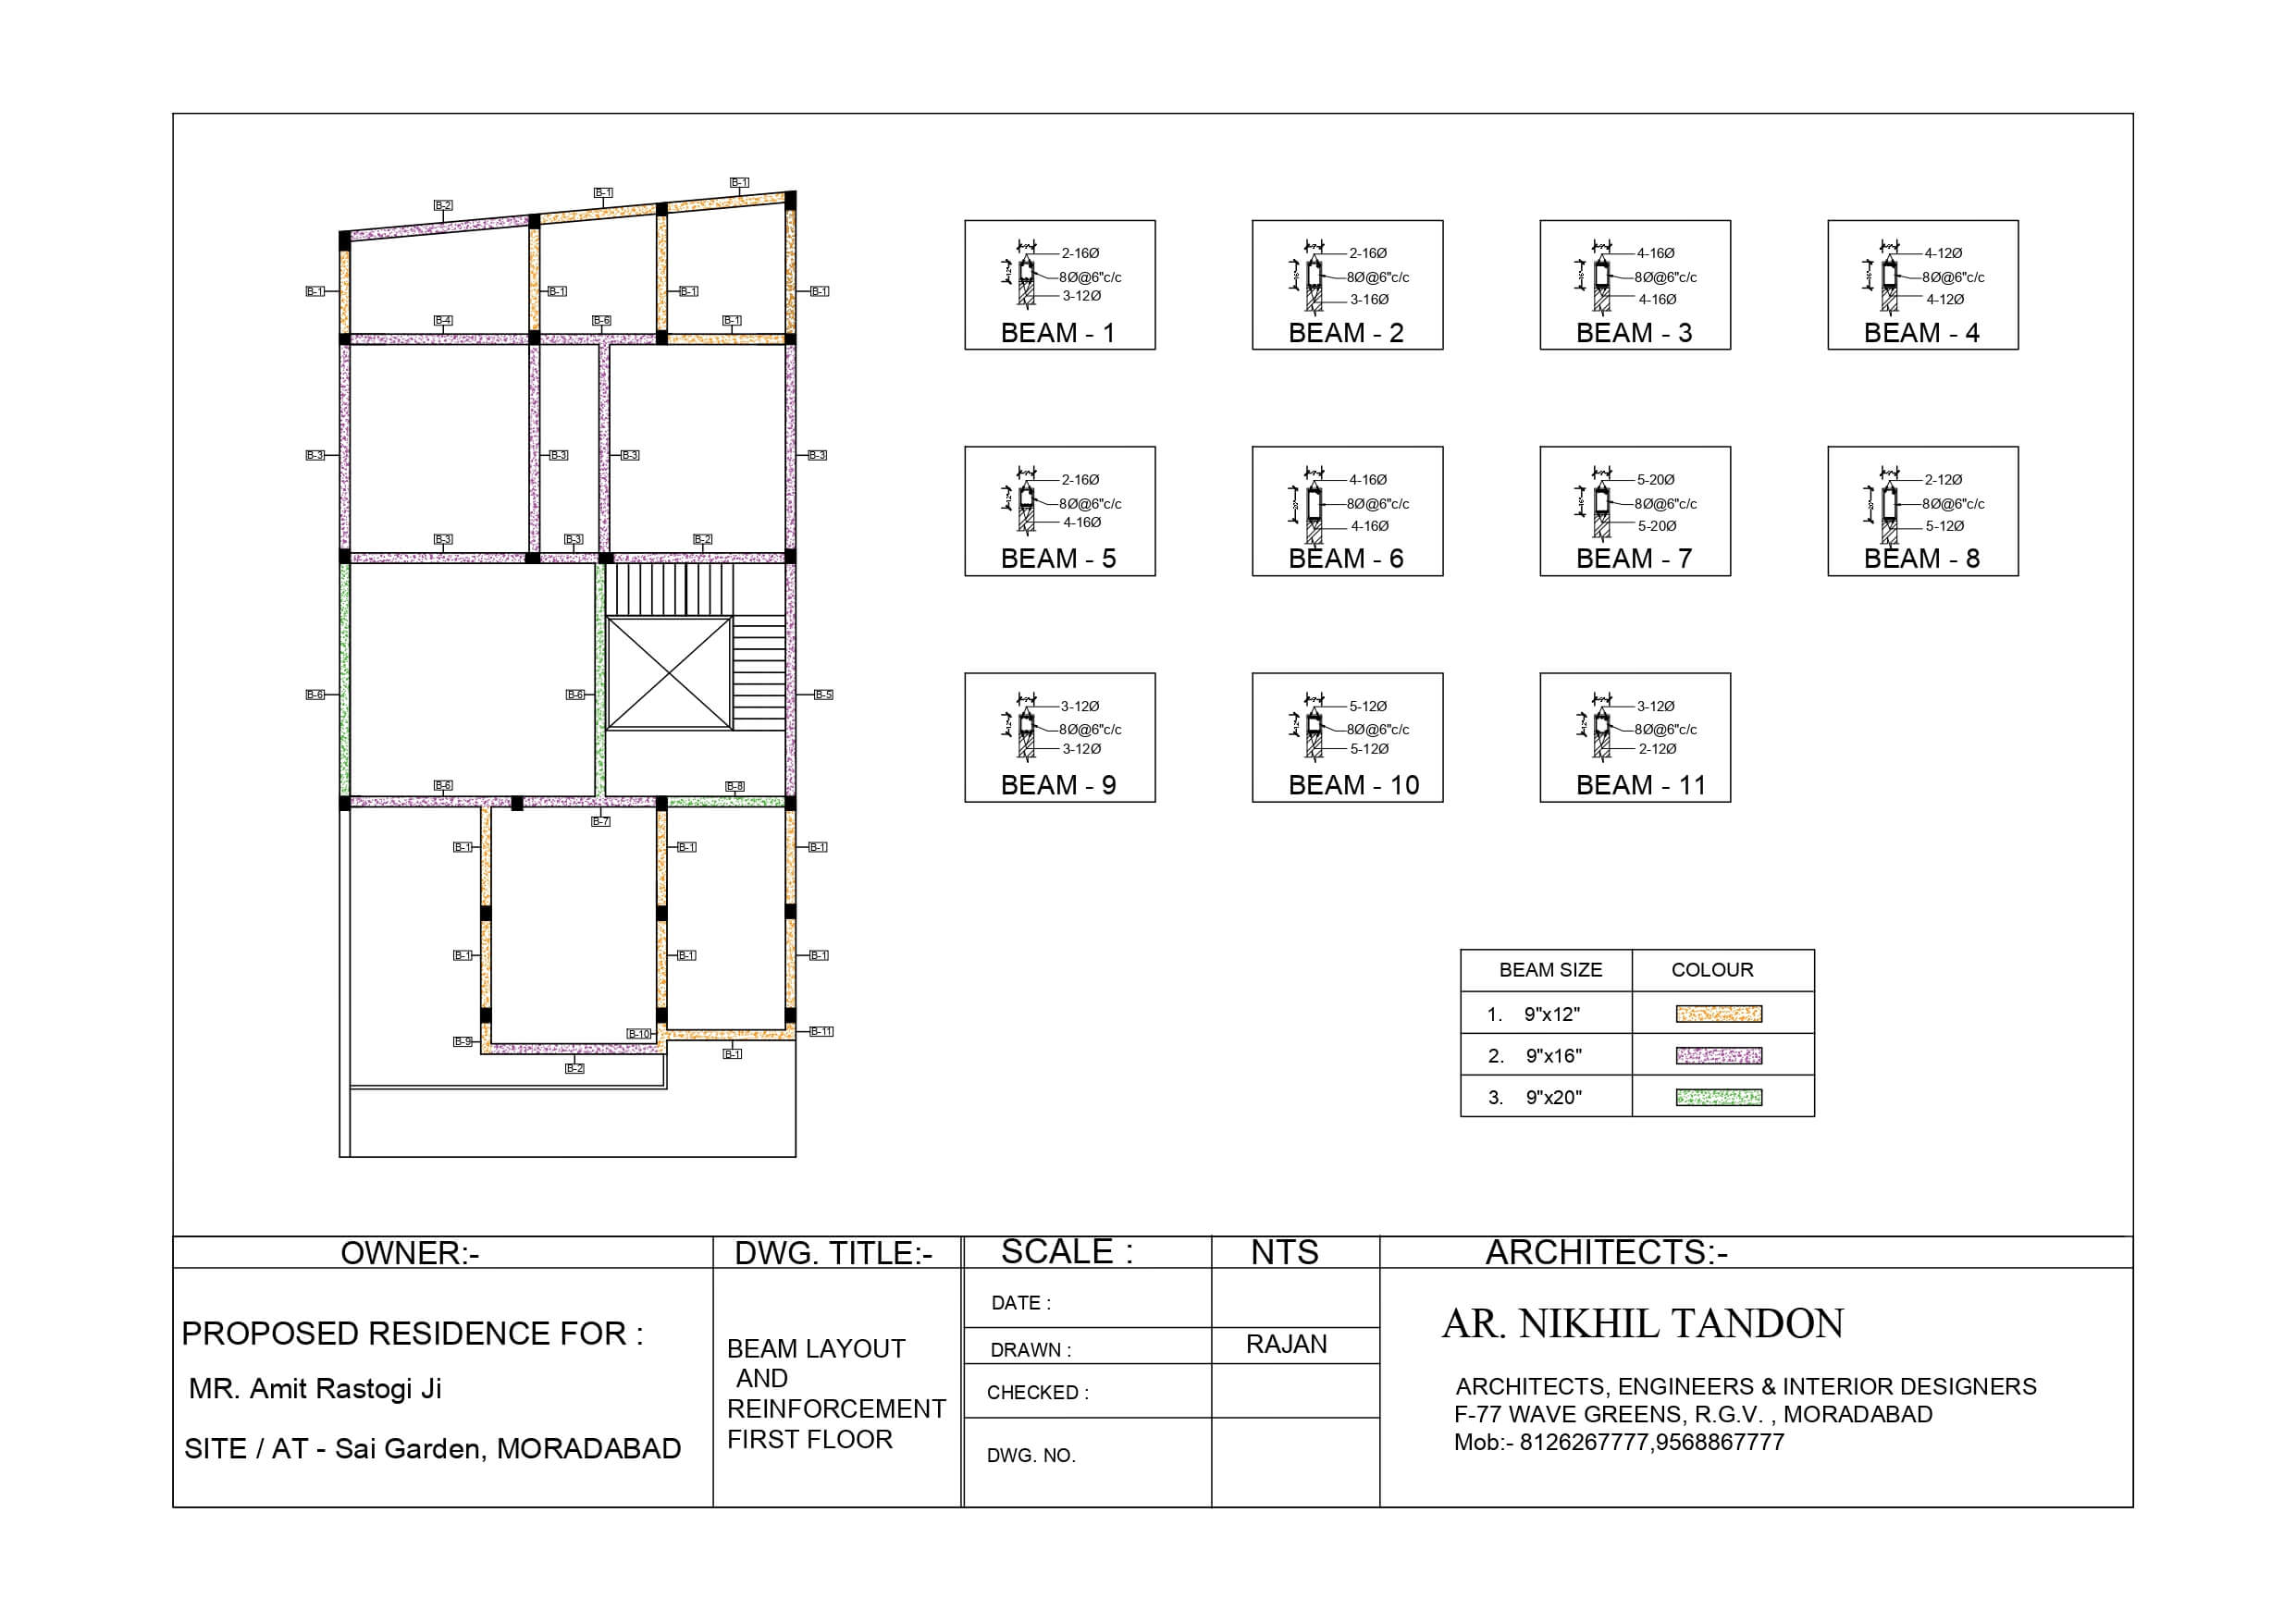 B-1
B-1
B-2
B-1
B-1
B-1
B-1
B-4
B-6
B-1
B-3
B-3
B-3
B-3
B-3
B-3
B-2
B-6
B-6
B-5
B-6
B-8
B-7
B-1
B-1
B-1
B-1
B-1
B-1
B-9
B-10
B-11
B-1
B-2
2-16Ø
8Ø@6"c/c
3-12Ø
BEAM - 1
2-16Ø
8Ø@6"c/c
3-16Ø
BEAM - 2
4-16Ø
8Ø@6"c/c
4-16Ø
BEAM - 3
4-12Ø
8Ø@6"c/c
4-12Ø
BEAM - 4
2-16Ø
8Ø@6"c/c
4-16Ø
BEAM - 5
4-16Ø
8Ø@6"c/c
4-16Ø
BEAM - 6
5-20Ø
8Ø@6"c/c
5-20Ø
BEAM - 7
2-12Ø
8Ø@6"c/c
5-12Ø
BEAM - 8
3-12Ø
8Ø@6"c/c
3-12Ø
BEAM - 9
5-12Ø
8Ø@6"c/c
5-12Ø
BEAM - 10
3-12Ø
8Ø@6"c/c
2-12Ø
BEAM - 11
BEAM SIZE COLOUR
1. 9"x12"
2. 9"x16"
3. 9"x20"
OWNER:-
PROPOSED RESIDENCE FOR :
MR. Amit Rastogi Ji
SITE / AT - Sai Garden, MORADABAD
DWG. TITLE:-
BEAM LAYOUT
AND
REINFORCEMENT
FIRST FLOOR
SCALE : NTS
DATE :
DRAWN : RAJAN
CHECKED :
DWG. NO.
ARCHITECTS:-
AR. NIKHIL TANDON
ARCHITECTS, ENGINEERS & INTERIOR DESIGNERS
F-77 WAVE GREENS, R.G.V. , MORADABAD
Mob:- 8126267777,9568867777